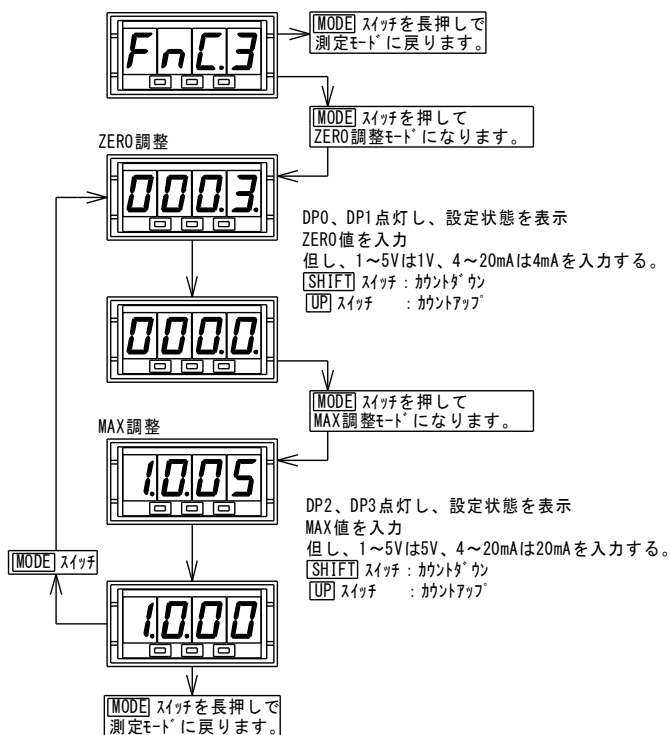 FnC.3
MODE スイッチを長押しで
測定ﾓｰﾄﾞに戻ります。
MODE スイッチを押して
ZERO調整ﾓｰﾄﾞになります。
ZERO調整
000.3.
DP0、DP1点灯し、設定状態を表示
ZERO値を入力
但し、1～5Vは1V、4～20mAは4mAを入力する。
SHIFT スイッチ : ｶｳﾝﾄﾀﾞｳﾝ
UP スイッチ : ｶｳﾝﾄｱｯﾌﾟ
000.0.
MODE スイッチを押して
MAX調整ﾓｰﾄﾞになります。
MAX調整
1.0.05
DP2、DP3点灯し、設定状態を表示
MAX値を入力
但し、1～5Vは5V、4～20mAは20mAを入力する。
SHIFT スイッチ : ｶｳﾝﾄﾀﾞｳﾝ
UP スイッチ : ｶｳﾝﾄｱｯﾌﾟ
MODE スイッチ
1.0.00
MODE スイッチを長押しで
測定ﾓｰﾄﾞに戻ります。